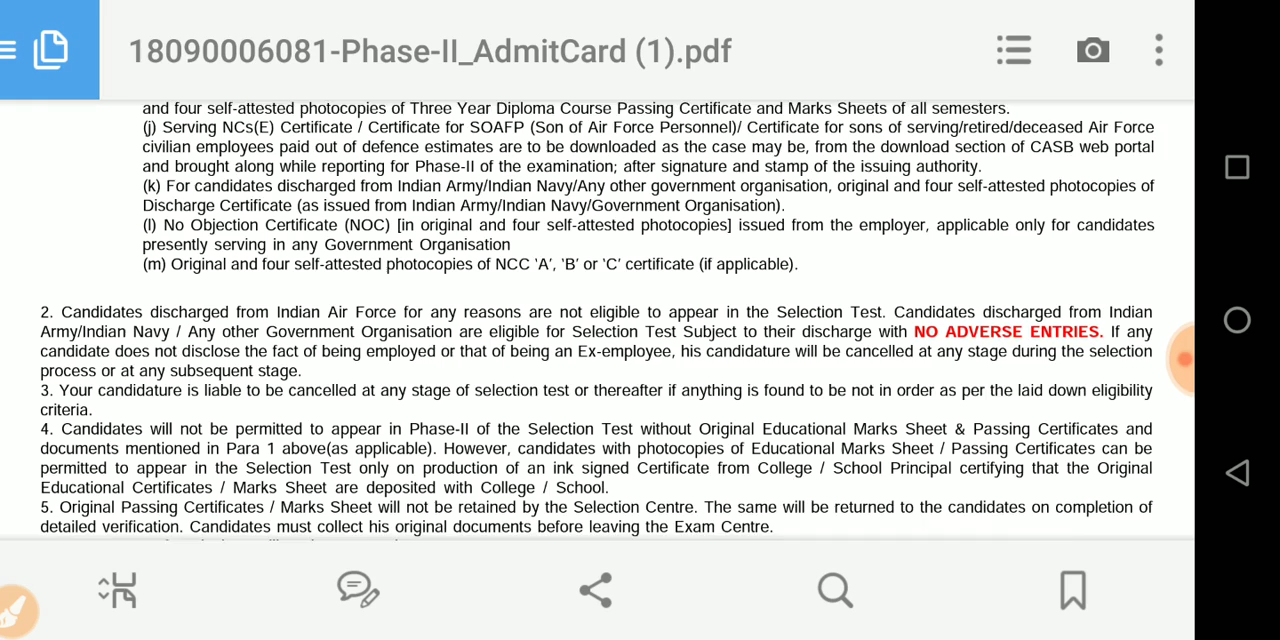 18090006081-Phase-II_AdmitCard (1).pdf
and four self-attested photocopies of Three Year Diploma Course Passing Certificate and Marks Sheets of all semesters.
(j) Serving NCs(E) Certificate / Certificate for SOAFP (Son of Air Force Personnel)/ Certificate for sons of serving/retired/deceased Air Force
civilian employees paid out of defence estimates are to be downloaded as the case may be, from the download section of CASB web portal
and brought along while reporting for Phase-II of the examination; after signature and stamp of the issuing authority.
(k) For candidates discharged from Indian Army/Indian Navy/Any other government organisation, original and four self-attested photocopies of
Discharge Certificate (as issued from Indian Army/Indian Navy/Government Organisation).
(l) No Objection Certificate (NOC) [in original and four self-attested photocopies] issued from the employer, applicable only for candidates
presently serving in any Government Organisation
(m) Original and four self-attested photocopies of NCC 'A', 'B' or 'C' certificate (if applicable).
2. Candidates discharged from Indian Air Force for any reasons are not eligible to appear in the Selection Test. Candidates discharged from Indian
Army/Indian Navy / Any other Government Organisation are eligible for Selection Test Subject to their discharge with NO ADVERSE ENTRIES. If any
candidate does not disclose the fact of being employed or that of being an Ex-employee, his candidature will be cancelled at any stage during the selection
process or at any subsequent stage.
3. Your candidature is liable to be cancelled at any stage of selection test or thereafter if anything is found to be not in order as per the laid down eligibility
criteria.
4. Candidates will not be permitted to appear in Phase-II of the Selection Test without Original Educational Marks Sheet & Passing Certificates and
documents mentioned in Para 1 above(as applicable). However, candidates with photocopies of Educational Marks Sheet / Passing Certificates can be
permitted to appear in the Selection Test only on production of an ink signed Certificate from College / School Principal certifying that the Original
Educational Certificates / Marks Sheet are deposited with College / School.
5. Original Passing Certificates / Marks Sheet will not be retained by the Selection Centre. The same will be returned to the candidates on completion of
detailed verification. Candidates must collect his original documents before leaving the Exam Centre.